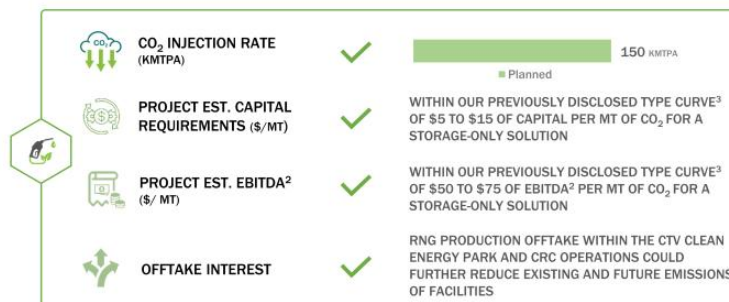 CO₂
CO₂ INJECTION RATE
(KMTPA)
150 KMTPA
Planned
PROJECT EST. CAPITAL
REQUIREMENTS ($/MT)
WITHIN OUR PREVIOUSLY DISCLOSED TYPE CURVE³
OF $5 TO $15 OF CAPITAL PER MT OF CO₂ FOR A
STORAGE-ONLY SOLUTION
PROJECT EST. EBITDA²
($/ MT)
WITHIN OUR PREVIOUSLY DISCLOSED TYPE CURVE³
OF $50 TO $75 OF EBITDA² PER MT OF CO₂ FOR A
STORAGE-ONLY SOLUTION
OFFTAKE INTEREST
RNG PRODUCTION OFFTAKE WITHIN THE CTV CLEAN
ENERGY PARK AND CRC OPERATIONS COULD
FURTHER REDUCE EXISTING AND FUTURE EMISSIONS
OF FACILITIES